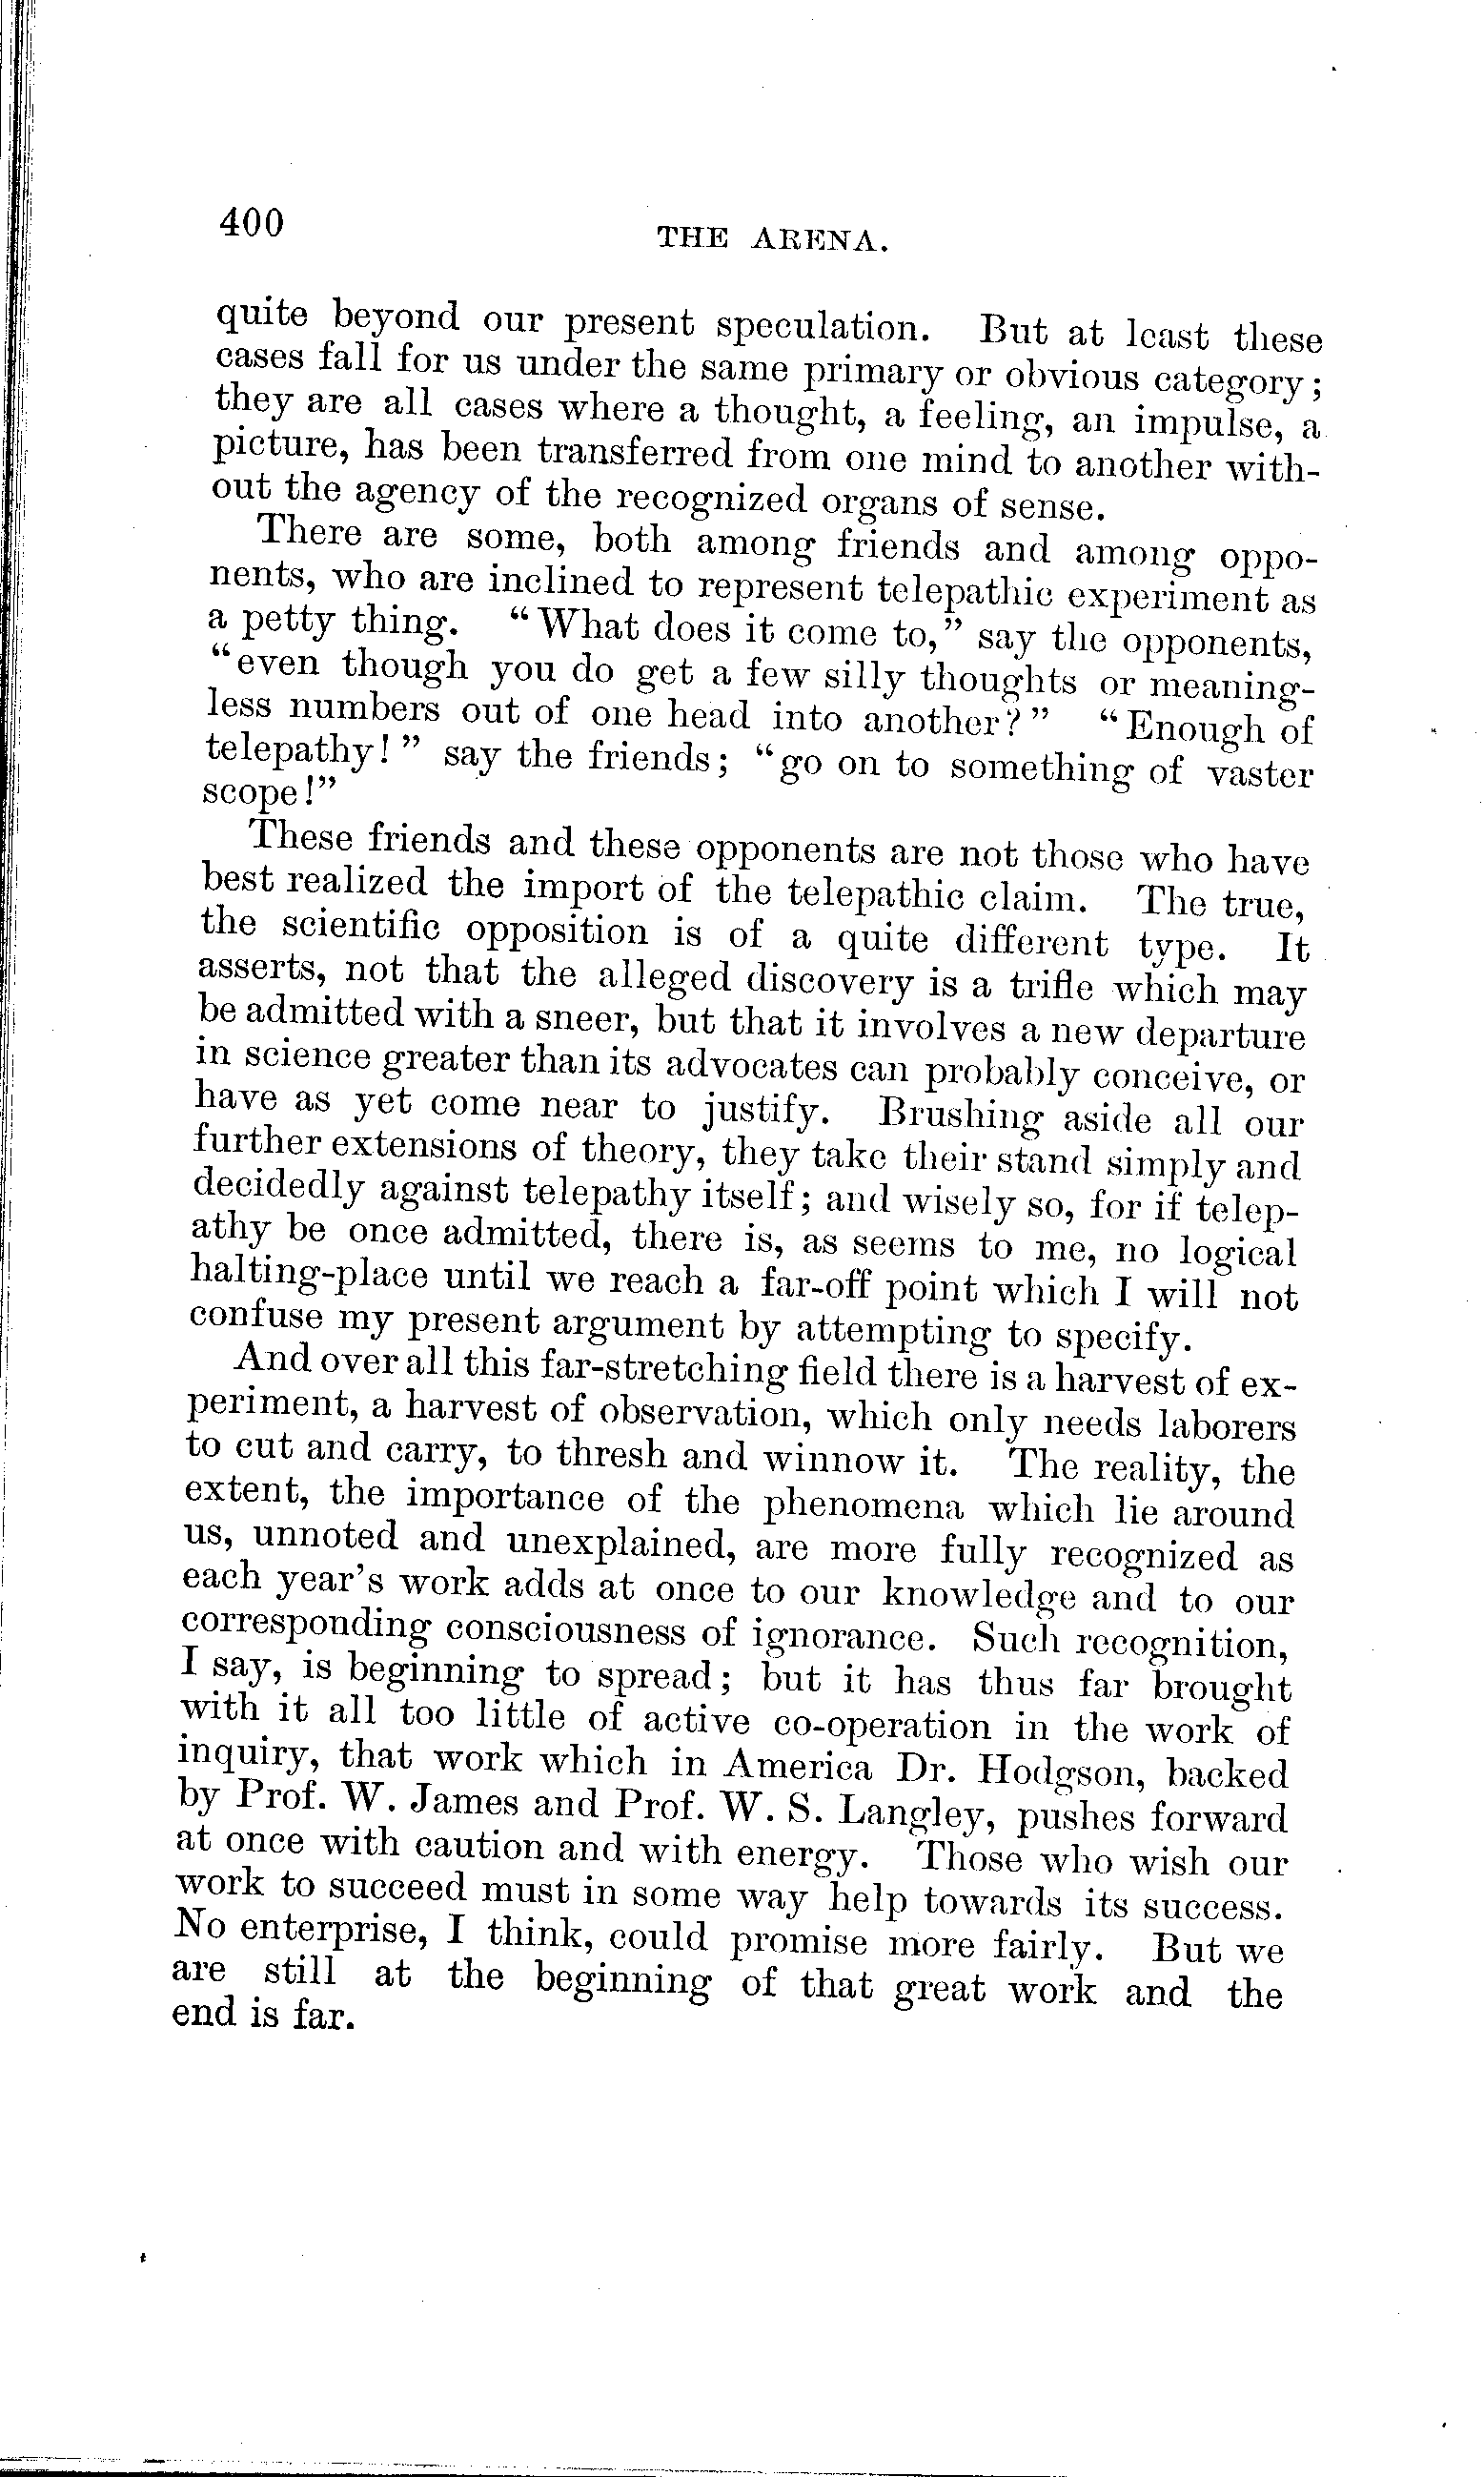 400
THE ARENA.
quite beyond our present speculation. But at least these
cases fall for us under the same primary or obvious category;
they are all cases where a thought, a feeling, an impulse, a
picture, has been transferred from one mind to another with-
out the agency of the recognized organs of sense.
There are some, both among friends and among oppo-
nents, who are inclined to represent telepathic experiment as
a petty thing. “What does it come to,” say the opponents,
“even though you do get a few silly thoughts or meaning-
less numbers out of one head into another?” “Enough of
telepathy!” say the friends; “go on to something of vaster
scope!”
These friends and these opponents are not those who have
best realized the import of the telepathic claim. The true,
the scientific opposition is of a quite different type. It
asserts, not that the alleged discovery is a trifle which may
be admitted with a sneer, but that it involves a new departure
in science greater than its advocates can probably conceive, or
have as yet come near to justify. Brushing aside all our
further extensions of theory, they take their stand simply and
decidedly against telepathy itself; and wisely so, for if telep-
athy be once admitted, there is, as seems to me, no logical
halting-place until we reach a far-off point which I will not
confuse my present argument by attempting to specify.
And over all this far-stretching field there is a harvest of ex-
periment, a harvest of observation, which only needs laborers
to cut and carry, to thresh and winnow it. The reality, the
extent, the importance of the phenomena which lie around
us, unnoted and unexplained, are more fully recognized as
each year’s work adds at once to our knowledge and to our
corresponding consciousness of ignorance. Such recognition,
I say, is beginning to spread; but it has thus far brought
with it all too little of active co-operation in the work of
inquiry, that work which in America Dr. Hodgson, backed
by Prof. W. James and Prof. W. S. Langley, pushes forward
at once with caution and with energy. Those who wish our
work to succeed must in some way help towards its success.
No enterprise, I think, could promise more fairly. But we
are still at the beginning of that great work and the
end is far.